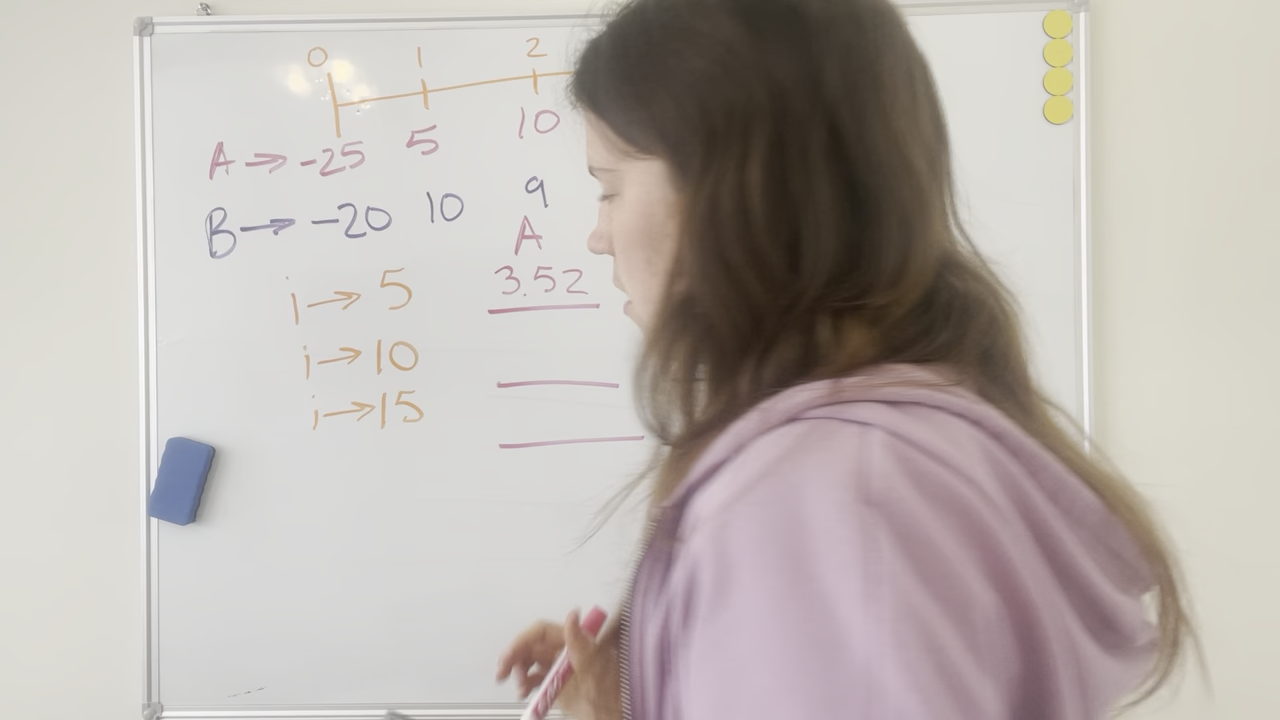 0 1 2
A → -25 5 10
B → -20 10 9
A
i → 5 3.52
i → 10
i → 15